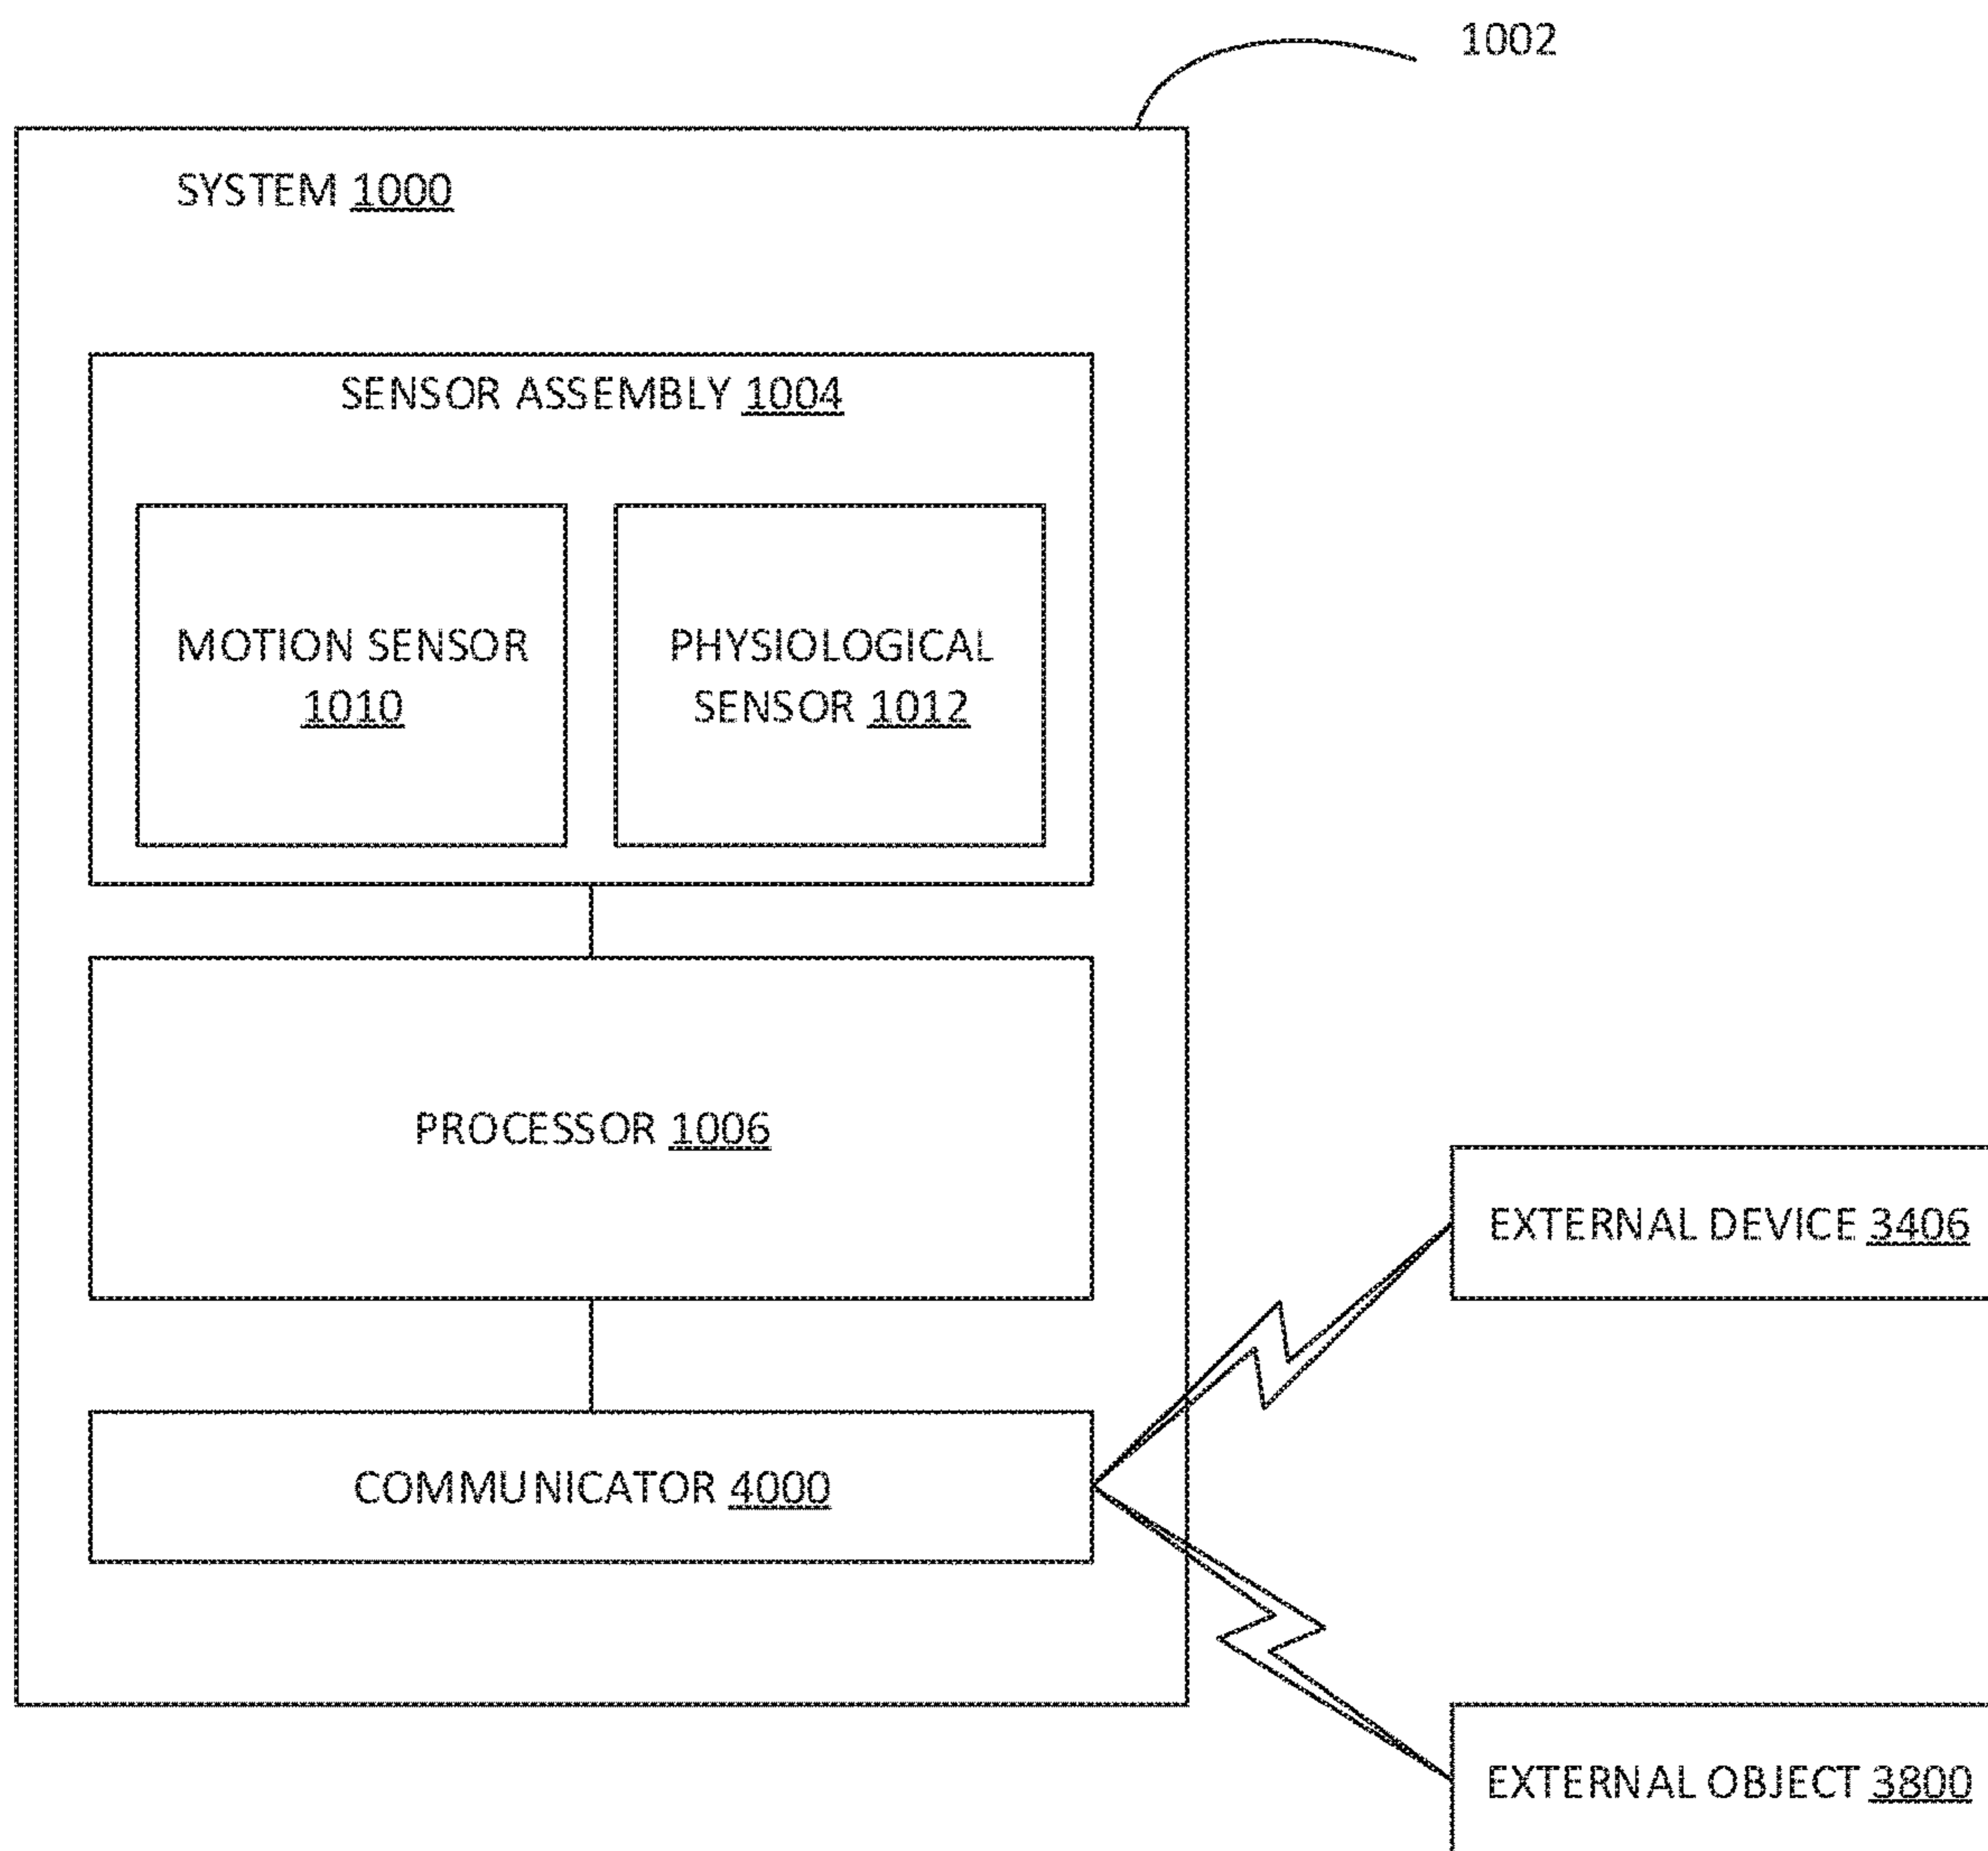 1002
SYSTEM 1000
SENSOR ASSEMBLY 1004
MOTION SENSOR
1010
PHYSIOLOGICAL
SENSOR 1012
PROCESSOR 1006
EXTERNAL DEVICE 3406
COMMUNICATOR 4000
EXTERNAL OBJECT 3800